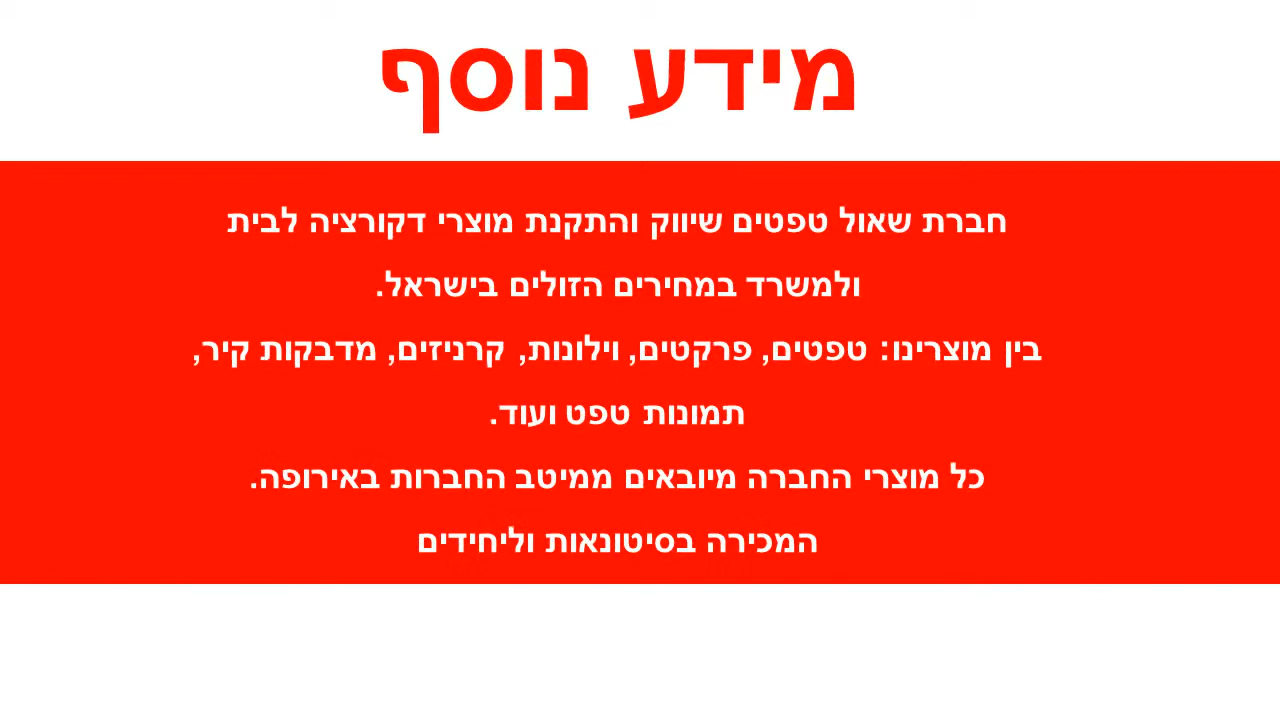 מידע נוסף
חברת שאול טפטים שיווק והתקנת מוצרי דקורציה לבית
ולמשרד במחירים הזולים בישראל.
בין מוצרינו: טפטים, פרקטים, וילונות, קרניזים, מדבקות קיר,
תמונות טפט ועוד.
כל מוצרי החברה מיובאים ממיטב החברות באירופה.
המכירה בסיטונאות וליחידים